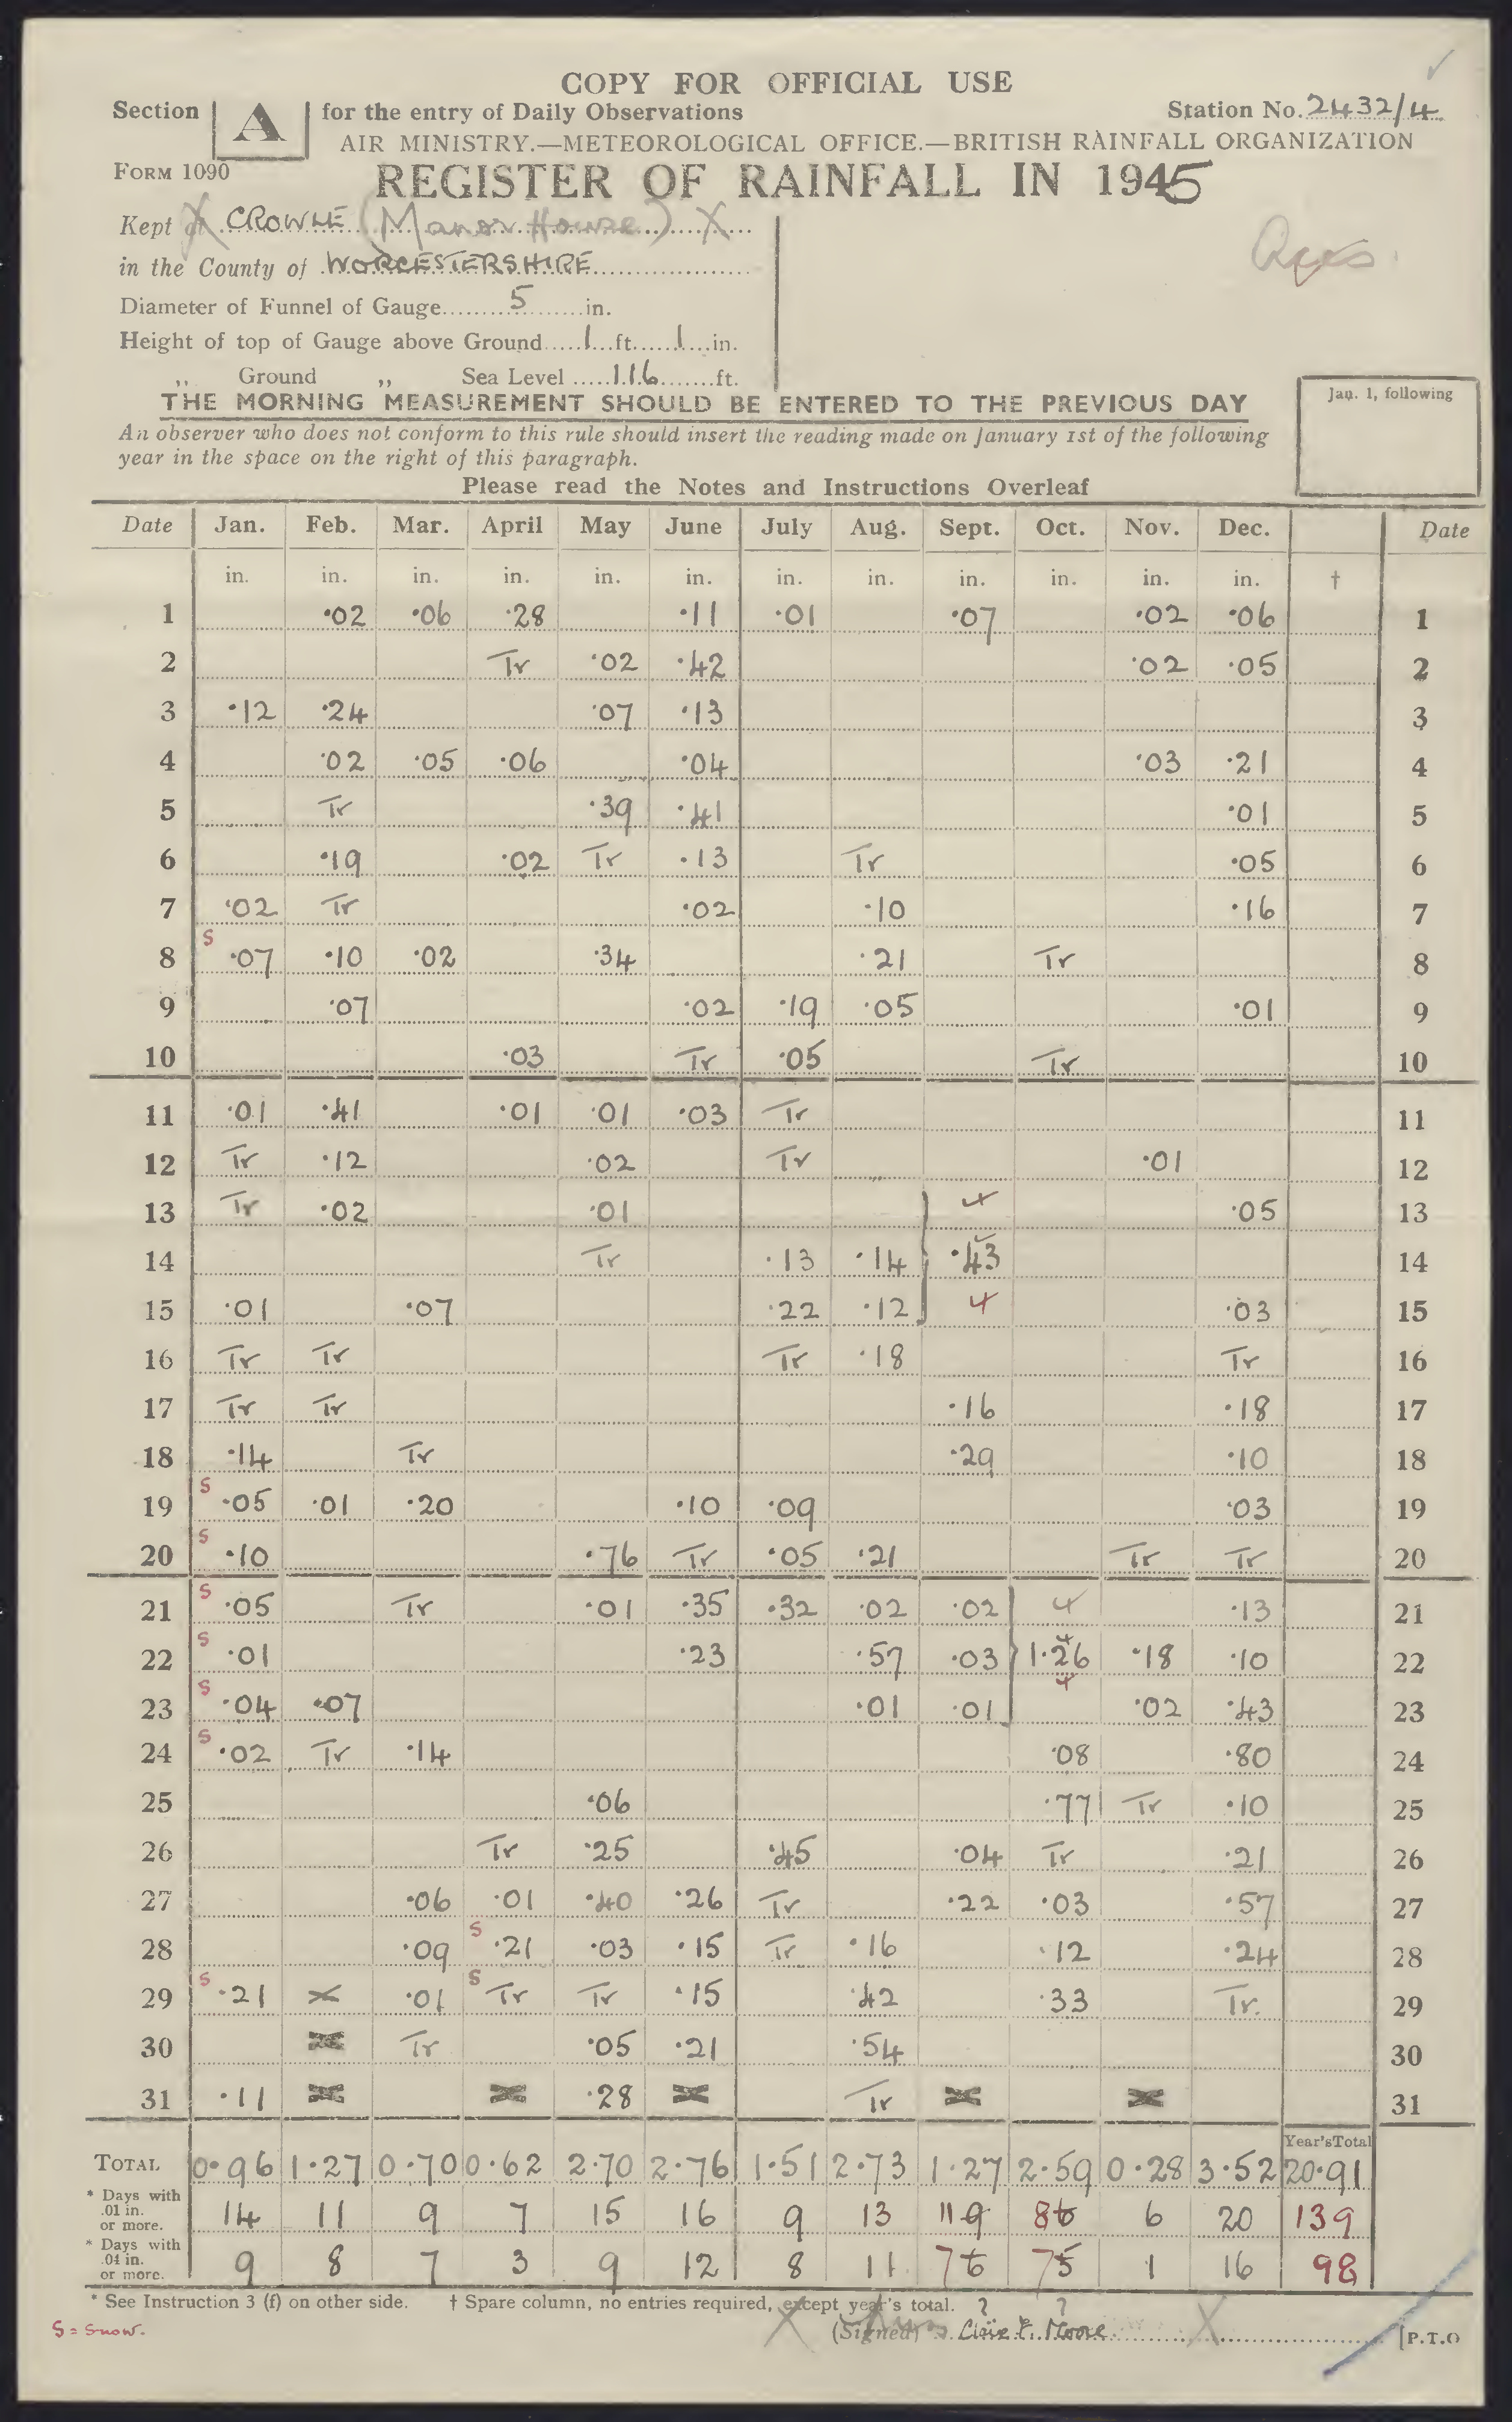 COPY FOR OFFICIAL USE
Section A for the entry of Daily Observations Station No. 2432/4
AIR MINISTRY.—METEOROLOGICAL OFFICE.—BRITISH RAINFALL ORGANIZATION
FORM 1090
REGISTER OF RAINFALL IN 1945
Kept at CROWLE (Manor House) X
in the County of WORCESTERSHIRE
Diameter of Funnel of Gauge 5 in.
Height of top of Gauge above Ground 1 ft. 1 in.
„ Ground „ Sea Level 116 ft.
THE MORNING MEASUREMENT SHOULD BE ENTERED TO THE PREVIOUS DAY
Jan. 1, following
An observer who does not conform to this rule should insert the reading made on January 1st of the following
year in the space on the right of this paragraph.
Please read the Notes and Instructions Overleaf
Date Jan. Feb. Mar. April May June July Aug. Sept. Oct. Nov. Dec. Date
in. in. in. in. in. in. in. in. in. in. in. in. †
1 ·02 ·06 ·28 ·11 ·01 ·07 ·02 ·06 1
2 Tr ·02 ·42 ·02 ·05 2
3 ·12 ·24 ·07 ·13 3
4 ·02 ·05 ·06 ·04 ·03 ·21 4
5 Tr ·39 ·41 ·01 5
6 ·19 ·02 Tr ·13 Tr ·05 6
7 ·02 Tr ·02 ·10 ·16 7
8 S ·07 ·10 ·02 ·34 ·21 Tr 8
9 ·07 ·02 ·19 ·05 ·01 9
10 ·03 Tr ·05 Tr 10
11 ·01 ·41 ·01 ·01 ·03 Tr 11
12 Tr ·12 ·02 Tr ·01 12
13 Tr ·02 ·01 ·05 13
14 Tr ·13 ·14 ·43 14
15 ·01 ·07 ·22 ·12 ·03 15
16 Tr Tr Tr ·18 Tr 16
17 Tr Tr ·16 ·18 17
18 ·14 Tr ·29 ·10 18
19 S ·05 ·01 ·20 ·10 ·09 ·03 19
20 S ·10 ·76 Tr ·05 ·21 Tr Tr 20
21 S ·05 Tr ·01 ·35 ·32 ·02 ·02 ·13 21
22 S ·01 ·23 ·57 ·03 1·26 ·18 ·10 22
23 S ·04 ·07 ·01 ·01 ·02 ·43 23
24 S ·02 Tr ·14 ·08 ·80 24
25 ·06 ·77 Tr ·10 25
26 Tr ·25 ·45 ·04 Tr ·21 26
27 ·06 ·01 ·40 ·26 Tr ·22 ·03 ·57 27
28 ·09 S ·21 ·03 ·15 Tr ·16 ·12 ·24 28
29 S ·21 X ·01 S Tr Tr ·15 ·42 ·33 Tr. 29
30 Tr ·05 ·21 ·54 30
31 ·11 ·28 Tr 31
Year's Total
TOTAL 0·96 1·27 0·70 0·62 2·70 2·76 1·51 2·73 1·27 2·59 0·28 3·52 20·91
* Days with .01 in. or more. 14 11 9 7 15 16 9 13 11 9 8 6 6 20 139
* Days with .04 in. or more. 9 8 7 3 9 12 8 11 7 6 7 5 1 16 98
* See Instruction 3 (f) on other side. † Spare column, no entries required, except year's total. ? ?
S = Snow.
(Signed) Moore
[P.T.O